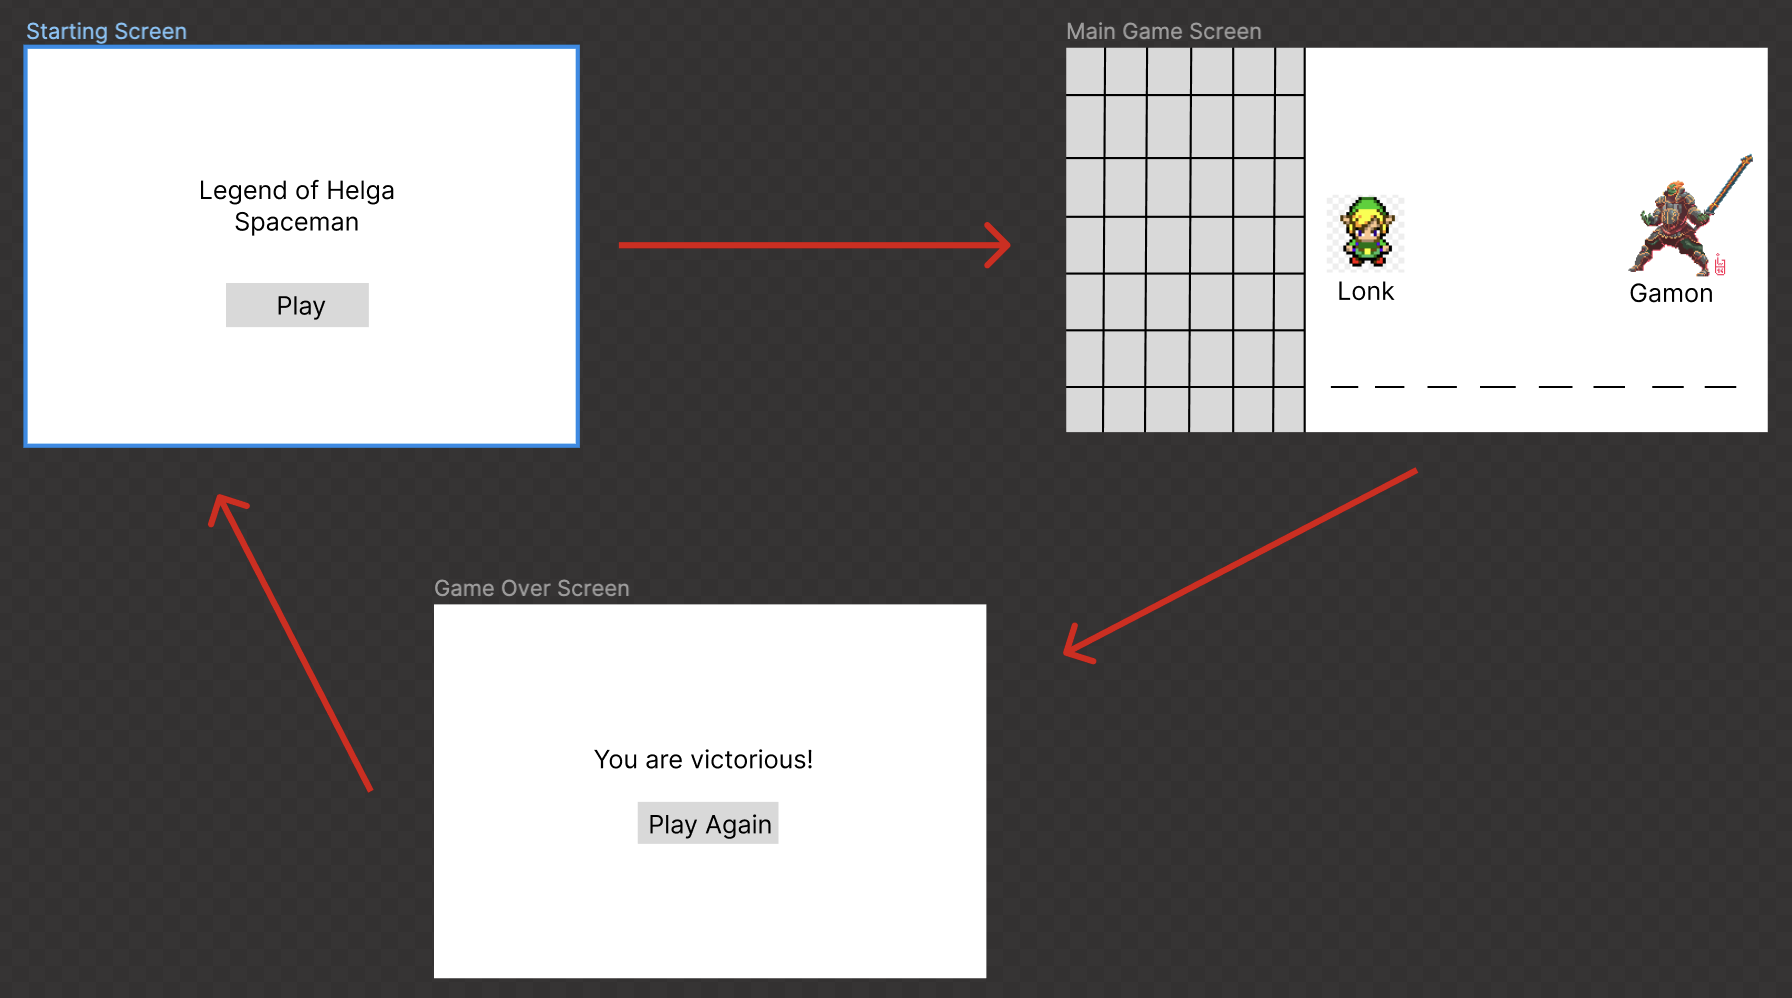 Starting Screen
Legend of Helga
Spaceman
Play
Main Game Screen
Lonk
Gamon
Game Over Screen
You are victorious!
Play Again